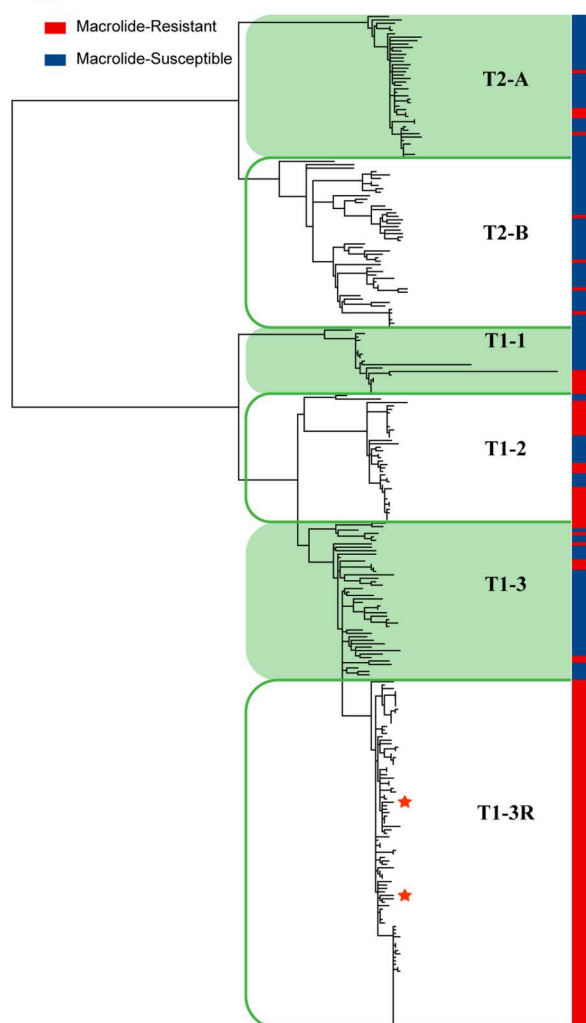 Macrolide-Resistant
Macrolide-Susceptible
T2-A
T2-B
T1-1
T1-2
T1-3
T1-3R